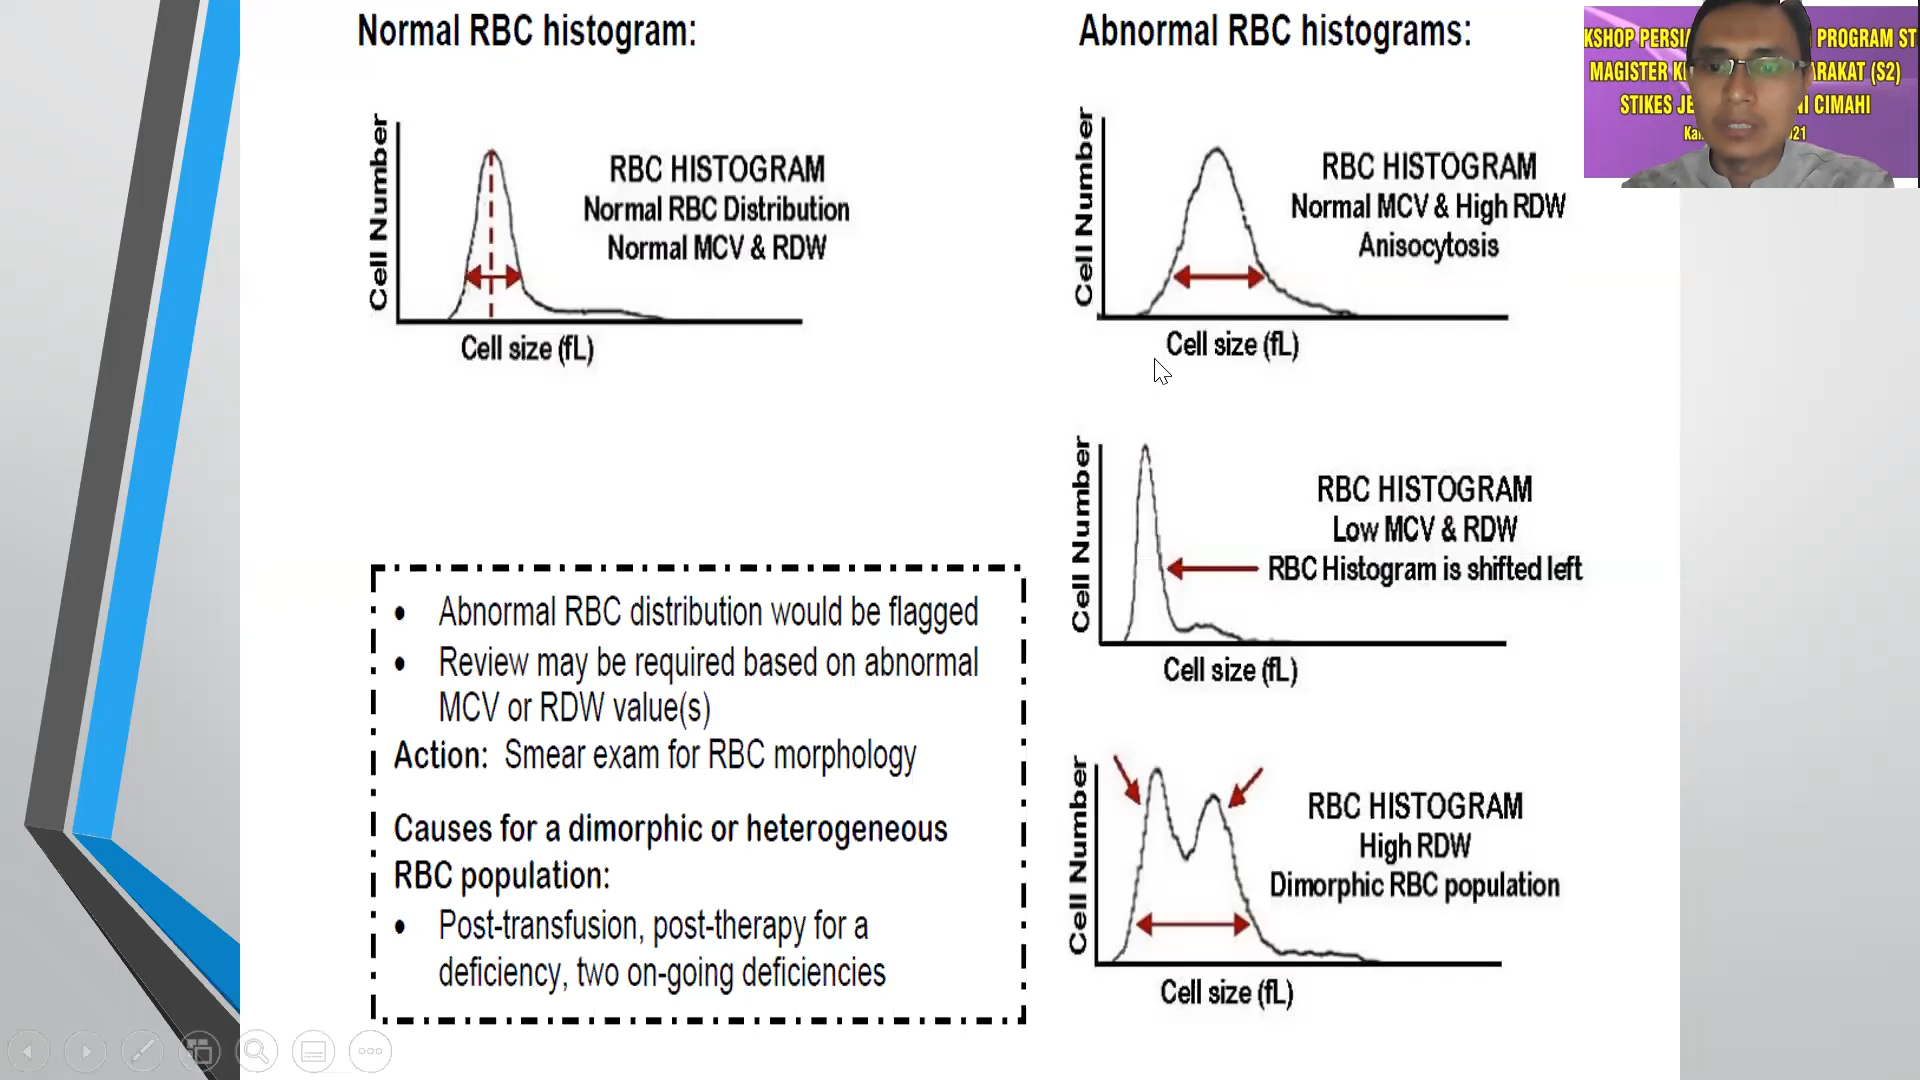 Normal RBC histogram:
Cell Number
RBC HISTOGRAM
Normal RBC Distribution
Normal MCV & RDW
Cell size (fL)
Abnormal RBC distribution would be flagged
Review may be required based on abnormal
MCV or RDW value(s)
Action: Smear exam for RBC morphology
Causes for a dimorphic or heterogeneous
RBC population:
Post-transfusion, post-therapy for a
deficiency, two on-going deficiencies
Abnormal RBC histograms:
Cell Number
RBC HISTOGRAM
Normal MCV & High RDW
Anisocytosis
Cell size (fL)
Cell Number
RBC HISTOGRAM
Low MCV & RDW
RBC Histogram is shifted left
Cell size (fL)
Cell Number
RBC HISTOGRAM
High RDW
Dimorphic RBC population
Cell size (fL)
PROGRAM ST
MAGISTER (S2)
STIKES CIMAHI